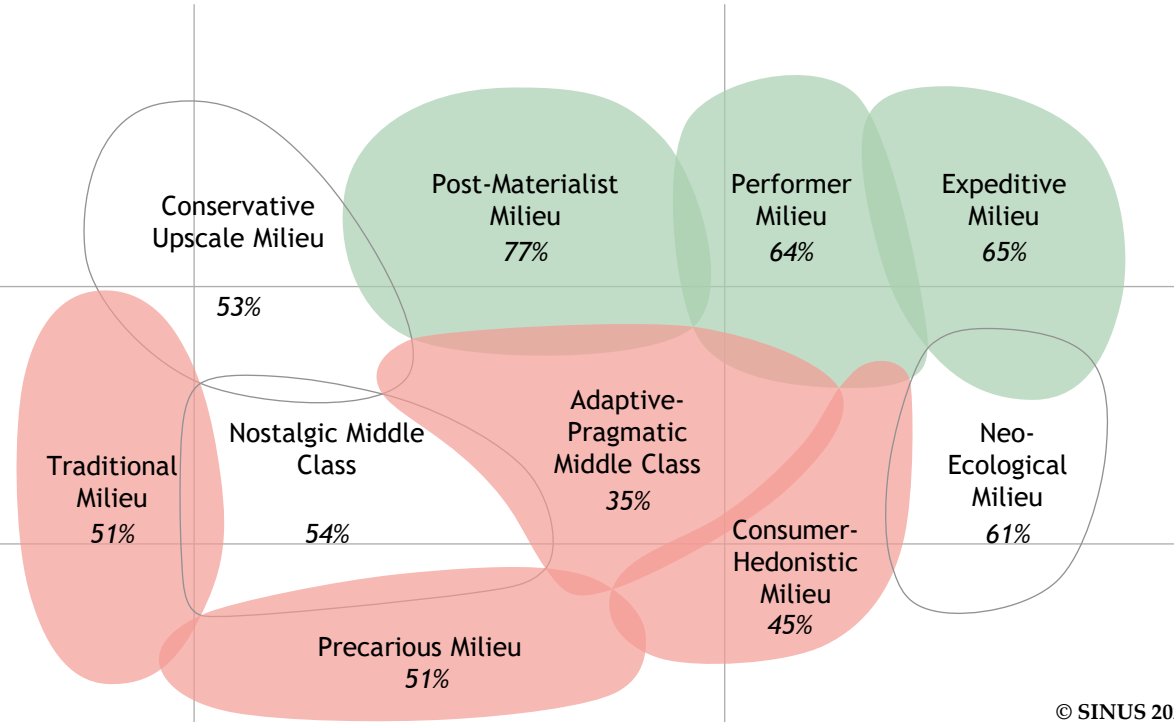 Conservative
Upscale Milieu
53%
Post-Materialist
Milieu
77%
Performer
Milieu
64%
Expeditive
Milieu
65%
Traditional
Milieu
51%
Nostalgic Middle
Class
54%
Adaptive-
Pragmatic
Middle Class
35%
Consumer-
Hedonistic
Milieu
45%
Neo-
Ecological
Milieu
61%
Precarious Milieu
51%
© SINUS 20